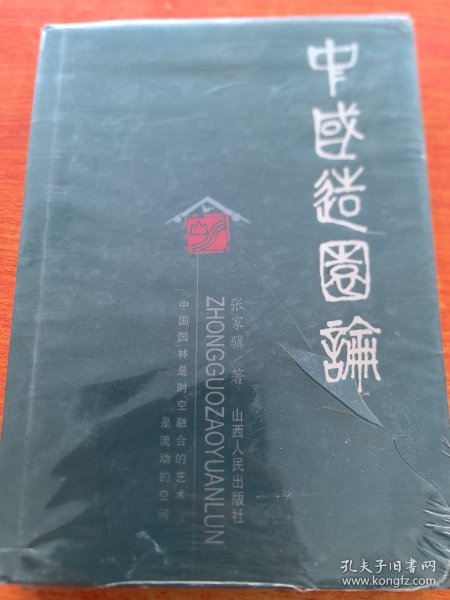 中國造園論
张家骥/著 山西人民出版社
ZHONGGUOZAOYUANLUN
中国园林是时空融合的艺术
是流动的空间
孔夫子旧书网
www.kongfz.com